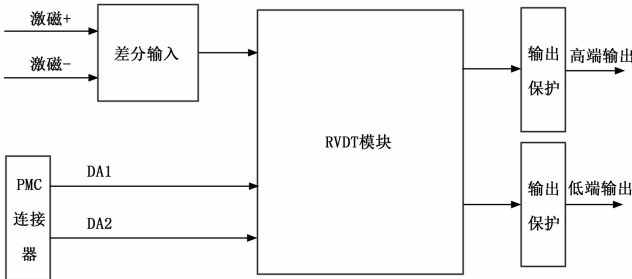 激磁+
激磁-
差分输入
RVDT模块
输出
保护
高端输出
PMC
连接
器
DA1
DA2
输出
保护
低端输出